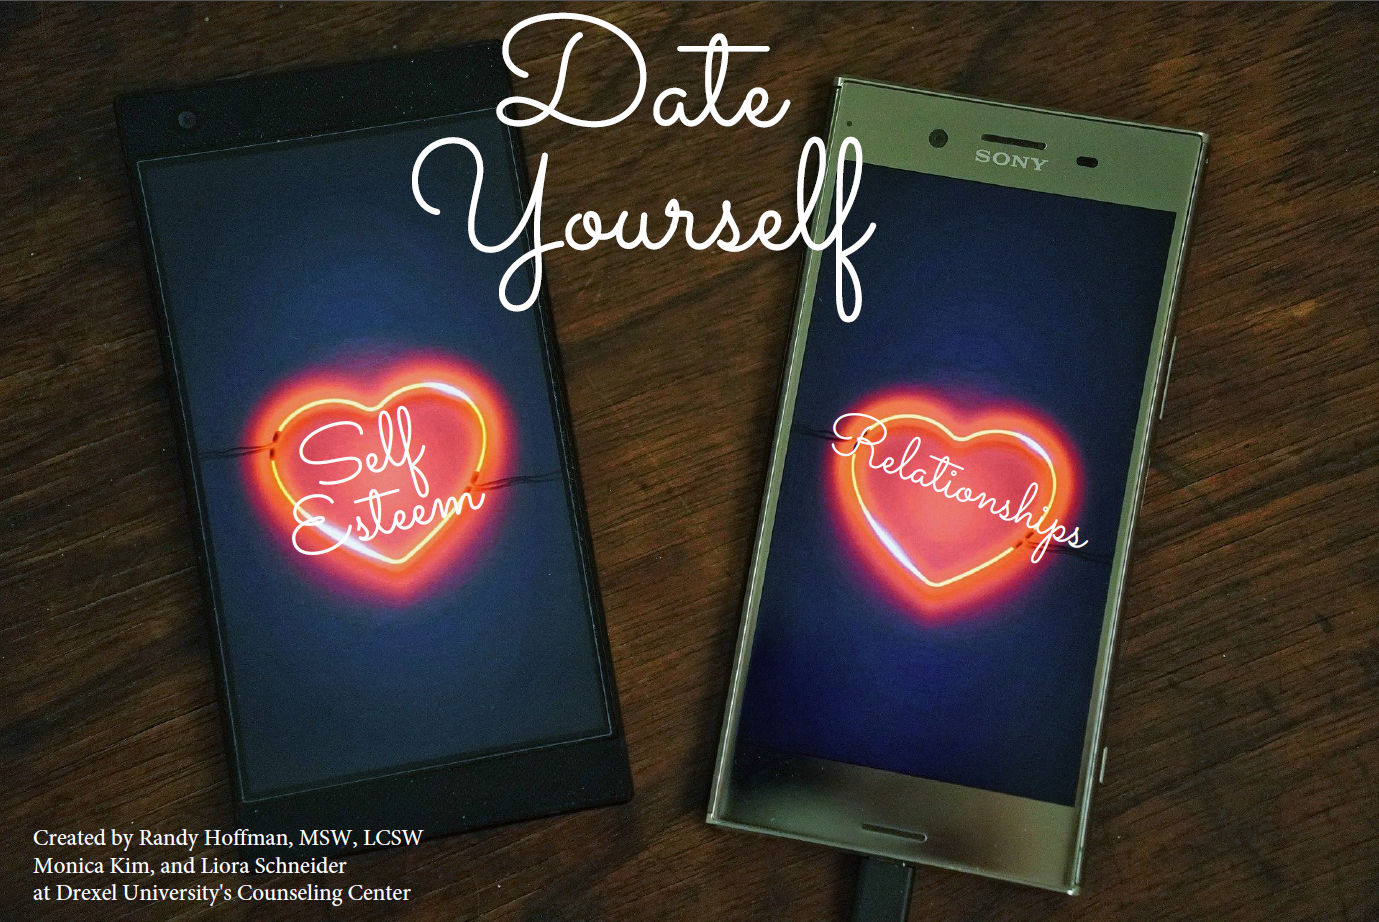 Date
Yourself
SONY
Self
Esteem
Relationships
Created by Randy Hoffman, MSW, LCSW
Monica Kim, and Liora Schneider
at Drexel University's Counseling Center